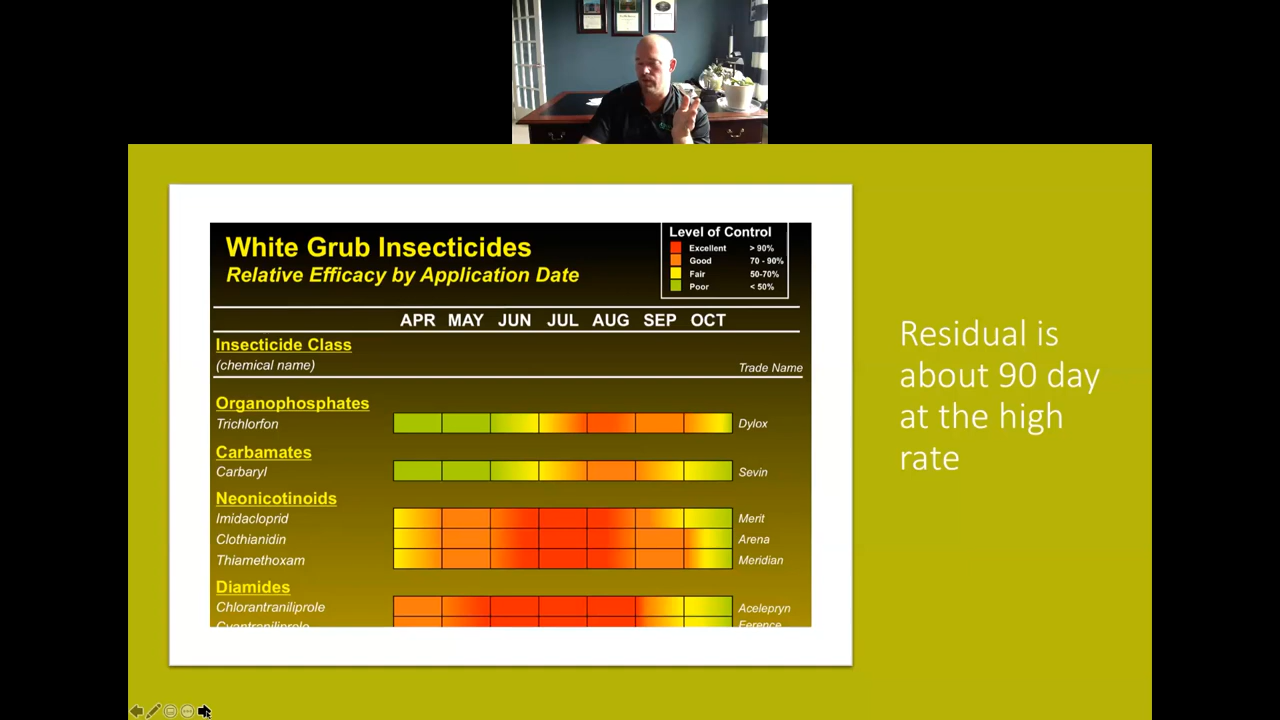 White Grub Insecticides
Relative Efficacy by Application Date
Level of Control
Excellent > 90%
Good 70 - 90%
Fair 50-70%
Poor < 50%
APR MAY JUN JUL AUG SEP OCT
Insecticide Class
(chemical name) Trade Name
Organophosphates
Trichlorfon Dylox
Carbamates
Carbaryl Sevin
Neonicotinoids
Imidacloprid Merit
Clothianidin Arena
Thiamethoxam Meridian
Diamides
Chlorantraniliprole Acelepryn
Cyantraniliprole Ference
Residual is
about 90 day
at the high
rate